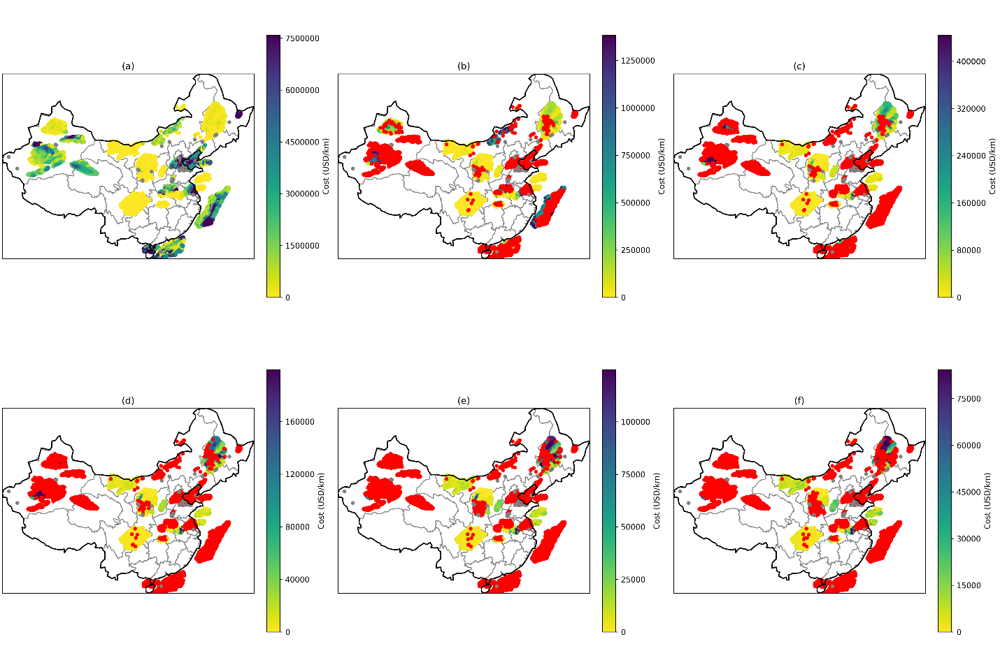 (a)
7500000
6000000
4500000
3000000
1500000
0
Cost (USD/km)
(b)
1250000
1000000
750000
500000
250000
0
Cost (USD/km)
(c)
400000
320000
240000
160000
80000
0
Cost (USD/km)
(d)
160000
120000
80000
40000
0
Cost (USD/km)
(e)
100000
75000
50000
25000
0
Cost (USD/km)
(f)
75000
60000
45000
30000
15000
0
Cost (USD/km)